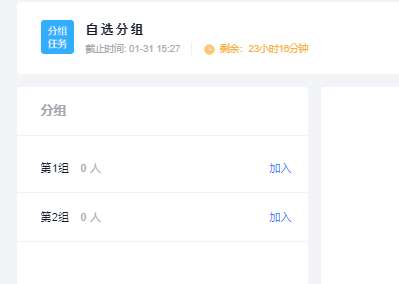 分组
任务
自选分组
截止时间: 01-31 15:27
剩余: 23小时16分钟
分组
第1组 0 人 加入
第2组 0 人 加入